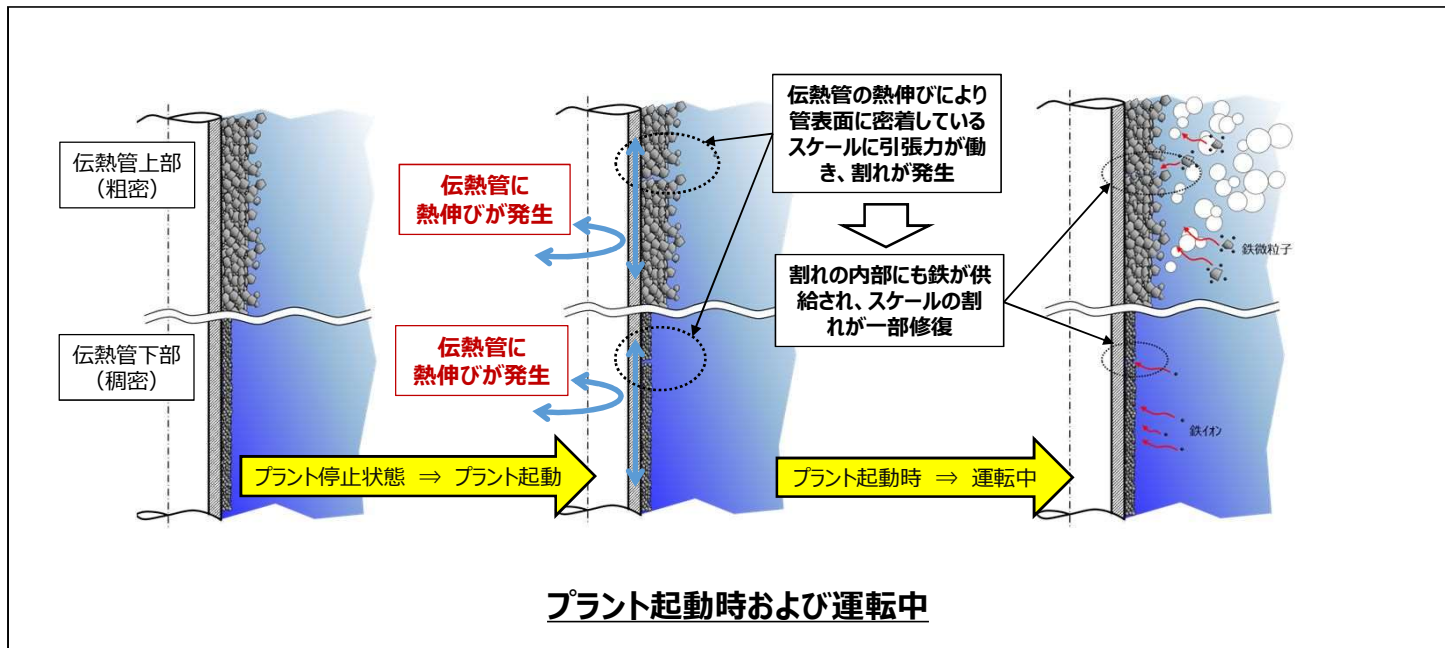 伝熱管上部
（粗密）
伝熱管下部
（稠密）
伝熱管に
熱伸びが発生
伝熱管に
熱伸びが発生
伝熱管の熱伸びにより
管表面に密着している
スケールに引張力が働
き、割れが発生
割れの内部にも鉄が供
給され、スケールの割
れが一部修復
鉄微粒子
鉄イオン
プラント停止状態 ⇒ プラント起動
プラント起動時 ⇒ 運転中
プラント起動時および運転中